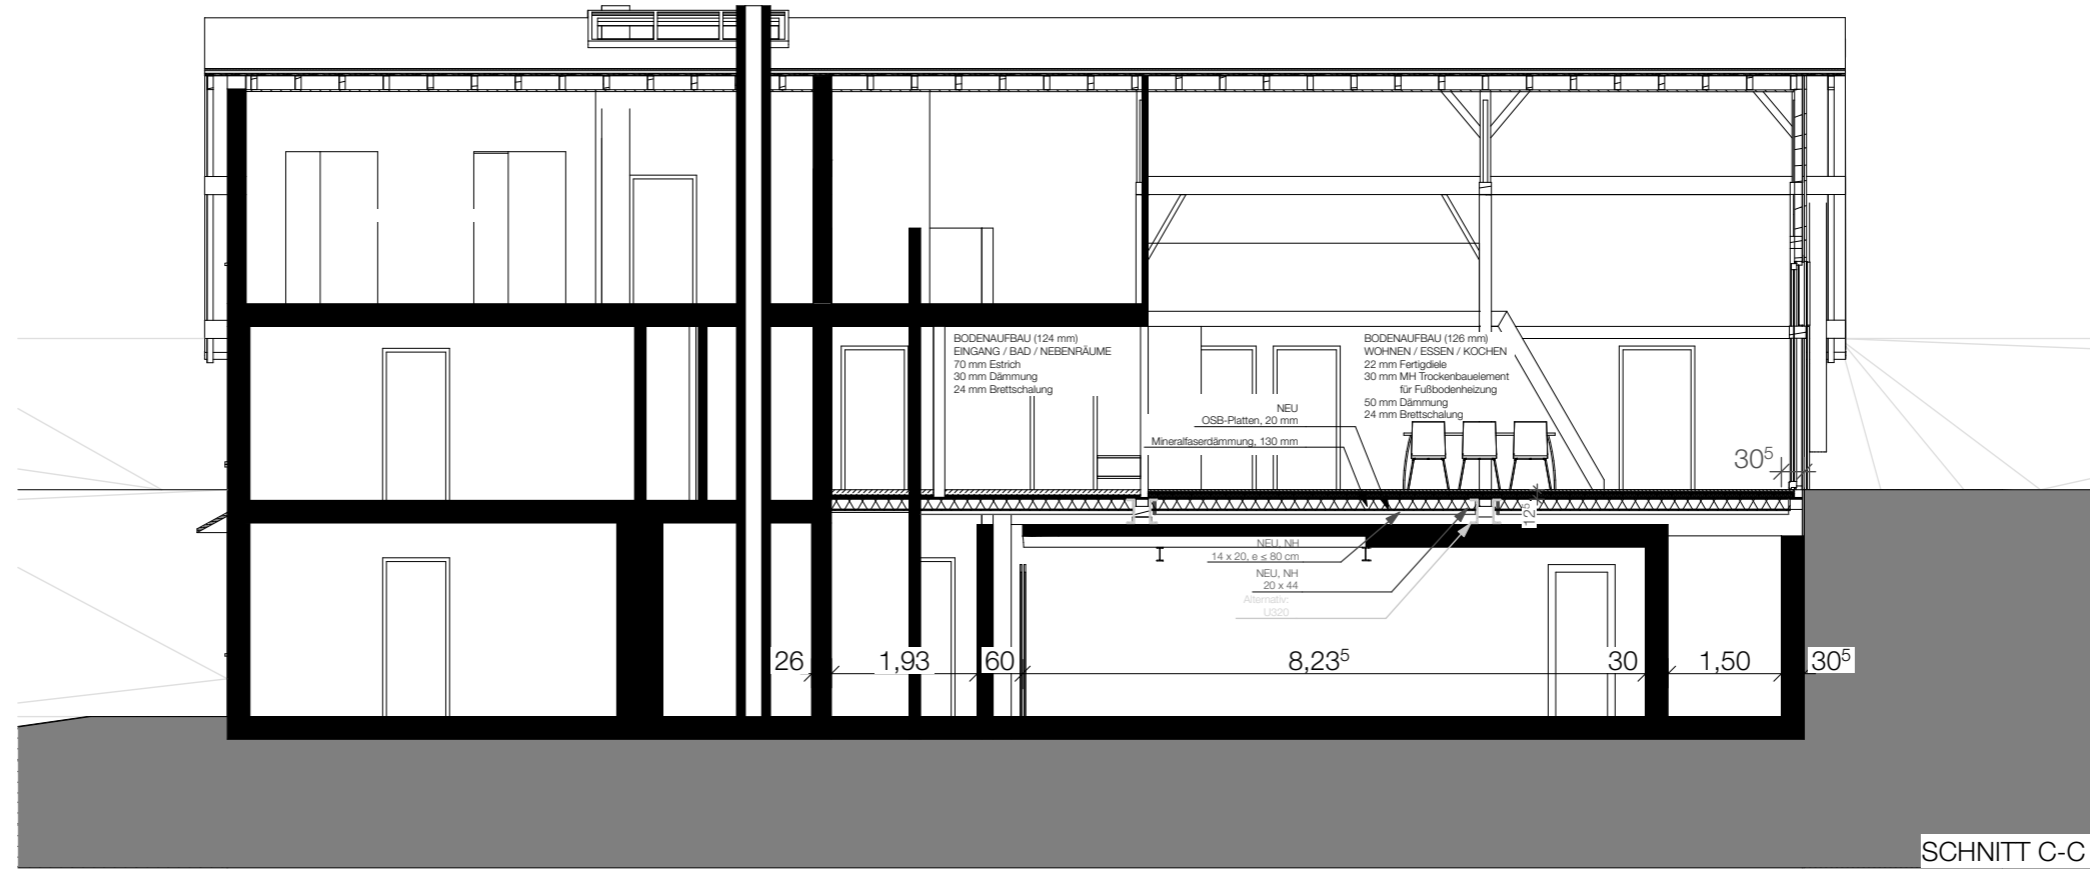 BODENAUFBAU (124 mm)
EINGANG / BAD / NEBENRÄUME
70 mm Estrich
30 mm Dämmung
24 mm Brettschalung
BODENAUFBAU (126 mm)
WOHNEN / ESSEN / KOCHEN
22 mm Fertigdiele
30 mm MH Trockenbauelement
für Fußbodenheizung
50 mm Dämmung
24 mm Brettschalung
NEU
OSB-Platten, 20 mm
Mineralfaserdämmung, 130 mm
30⁵
12⁵
NEU, NH
14 x 20, e ≤ 80 cm
NEU, NH
20 x 44
Alternativ:
U320
26 1,93 60 8,23⁵ 30 1,50 30⁵
SCHNITT C-C